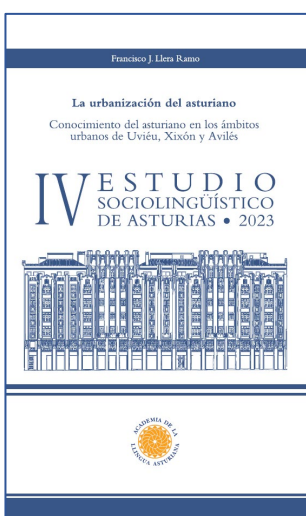 Francisco J. Llera Ramo
La urbanización del asturiano
Conocimiento del asturiano en los ámbitos
urbanos de Uviéu, Xixón y Avilés
IV ESTUDIO
SOCIOLINGÜÍSTICO
DE ASTURIAS • 2023
ACADEMIA DE LA
LLINGUA ASTURIANA